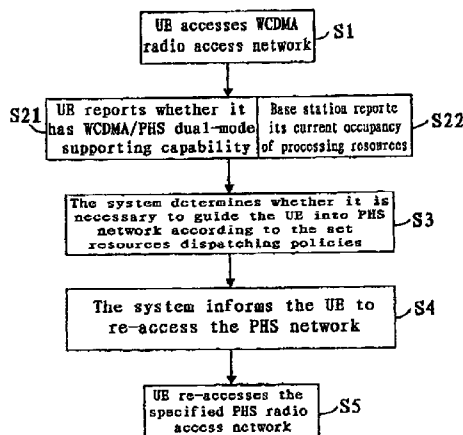 UE accesses WCDMA
radio access network
S1
S21
UE reports whether it
has WCDMA/PHS dual-mode
supporting capability
Base station reporte
its current occupancy
of processing resources
S22
The system determines whether it is
necessary to guide the UE into PHS
network according to the set
resources dispatching policies
S3
The system informs the UE to
re-access the PHS network
S4
UE re-accesses the
specified PHS radio
access network
S5